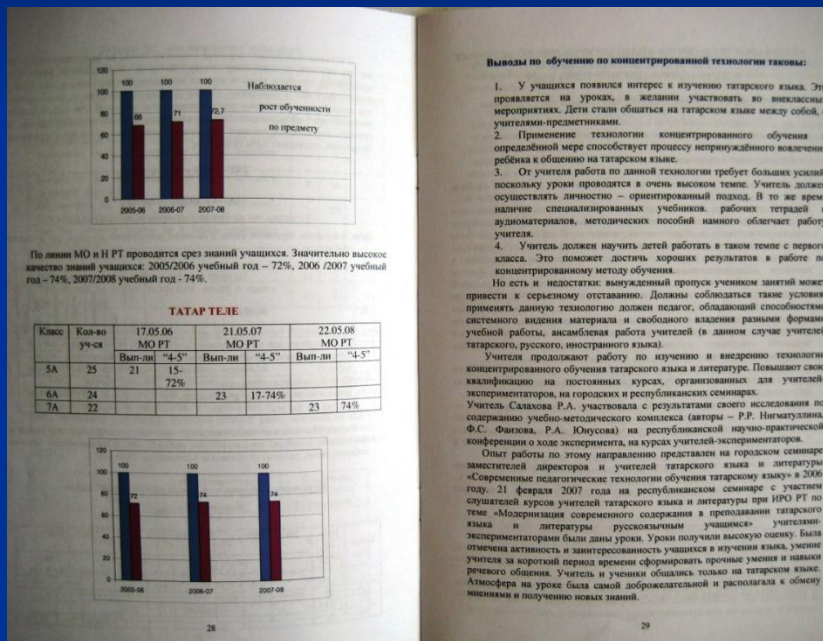 120
100
80
60
40
20
0
100
68
100
71
100
72,7
2005-06
2006-07
2007-08
Наблюдается
рост обученности
по предмету
По линии МО и Н РТ проводится срез знаний учащихся. Значительно высокое
качество знаний учащихся: 2005/2006 учебный год – 72%, 2006 /2007 учебный
год – 74%, 2007/2008 учебный год - 74%.
ТАТАР ТЕЛЕ
Класс Кол-во 17.05.06 21.05.07 22.05.08
уч-ся МО РТ МО РТ МО РТ
Вып-ли "4-5" Вып-ли "4-5" Вып-ли "4-5"
5А 25 21 15-
72%
6А 24 23 17-74%
7А 22 23 74%
120
100
80
60
40
20
0
100
72
100
74
100
74
2005-06
2006-07
2007-08
28
Выводы по обучению по концентрированной технологии таковы:
1. У учащихся появился интерес к изучению татарского языка. Это
проявляется на уроках, в желании участвовать во внеклассных
мероприятиях. Дети стали общаться на татарском языке между собой,
учителями-предметниками.
2. Применение технологии концентрированного обучения
определённой мере способствует процессу непринуждённого вовлечения
ребёнка к общению на татарском языке.
3. От учителя работа по данной технологии требует больших усилий,
поскольку уроки проводятся в очень высоком темпе. Учитель должен
осуществлять личностно – ориентированный подход. В то же время
наличие специализированных учебников. рабочих тетрадей
аудиоматериалов, методических пособий намного облегчает работу
учителя.
4. Учитель должен научить детей работать в таком темпе с первого
класса. Это поможет достичь хороших результатов в работе по
концентрированному методу обучения.
Но есть и недостатки: вынужденный пропуск учеником занятий может
привести к серьезному отставанию. Должны соблюдаться такие условия:
применять данную технологию должен педагог, обладающий способностями
системного видения материала и свободного владения разными формами
учебной работы, ансамблевая работа учителей (в данном случае учителей
татарского, русского, иностранного языка).
Учителя продолжают работу по изучению и внедрению технологии
концентрированного обучения татарского языка и литературе. Повышают свою
квалификацию на постоянных курсах, организованных для учителей-
экспериментаторов, на городских и республиканских семинарах.
Учитель Салахова Р.А. участвовала с результатами своего исследования по
содержанию учебно-методического комплекса (авторы – Р.Р. Нигматуллина,
Ф.С. Фаизова, Р.А. Юнусова) на республиканской научно-практической
конференции о ходе эксперимента, на курсах учителей-экспериментаторов.
Опыт работы по этому направлению представлен на городском семинаре
заместителей директоров и учителей татарского языка и литературы
«Современные педагогические технологии обучения татарскому языку» в 2006
году. 21 февраля 2007 года на республиканском семинаре с участием
слушателей курсов учителей татарского языка и литературы при ИРО РТ по
теме «Модернизация современного содержания в преподавании татарского
языка и литературы русскоязычным учащимся» учителями-
экспериментаторами были даны уроки. Уроки получили высокую оценку. Была
отмечена активность и заинтересованность учащихся в изучении языка, умение
учителя за короткий период времени сформировать прочные умения и навыки
речевого общения. Учитель и ученики общались только на татарском языке.
Атмосфера на уроке была самой доброжелательной и располагала к обмену
мнениями и получению новых знаний.
29